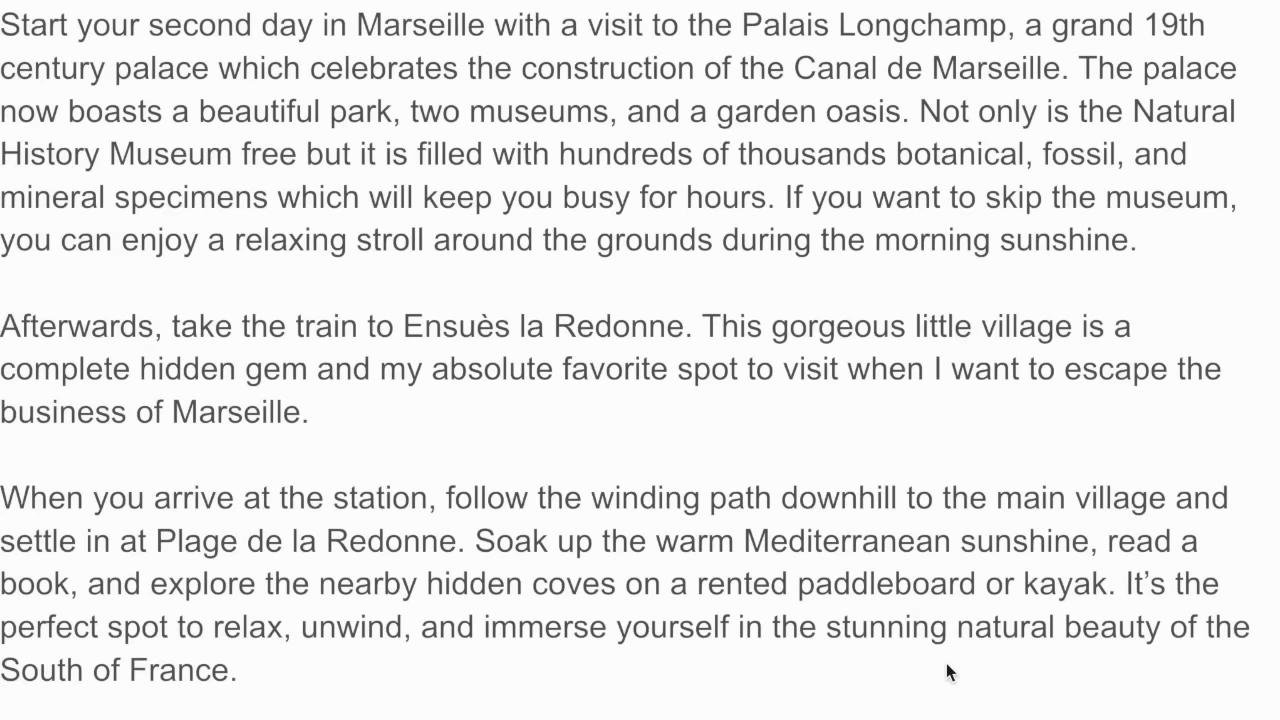 Start your second day in Marseille with a visit to the Palais Longchamp, a grand 19th
century palace which celebrates the construction of the Canal de Marseille. The palace
now boasts a beautiful park, two museums, and a garden oasis. Not only is the Natural
History Museum free but it is filled with hundreds of thousands botanical, fossil, and
mineral specimens which will keep you busy for hours. If you want to skip the museum,
you can enjoy a relaxing stroll around the grounds during the morning sunshine.
Afterwards, take the train to Ensuès la Redonne. This gorgeous little village is a
complete hidden gem and my absolute favorite spot to visit when I want to escape the
business of Marseille.
When you arrive at the station, follow the winding path downhill to the main village and
settle in at Plage de la Redonne. Soak up the warm Mediterranean sunshine, read a
book, and explore the nearby hidden coves on a rented paddleboard or kayak. It’s the
perfect spot to relax, unwind, and immerse yourself in the stunning natural beauty of the
South of France.